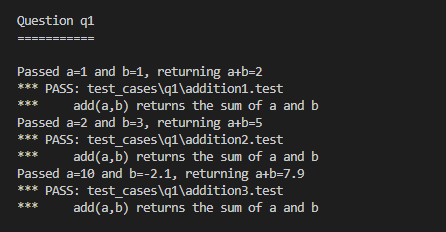 Question q1
===========
Passed a=1 and b=1, returning a+b=2
*** PASS: test_cases\q1\addition1.test
***     add(a,b) returns the sum of a and b
Passed a=2 and b=3, returning a+b=5
*** PASS: test_cases\q1\addition2.test
***     add(a,b) returns the sum of a and b
Passed a=10 and b=-2.1, returning a+b=7.9
*** PASS: test_cases\q1\addition3.test
***     add(a,b) returns the sum of a and b